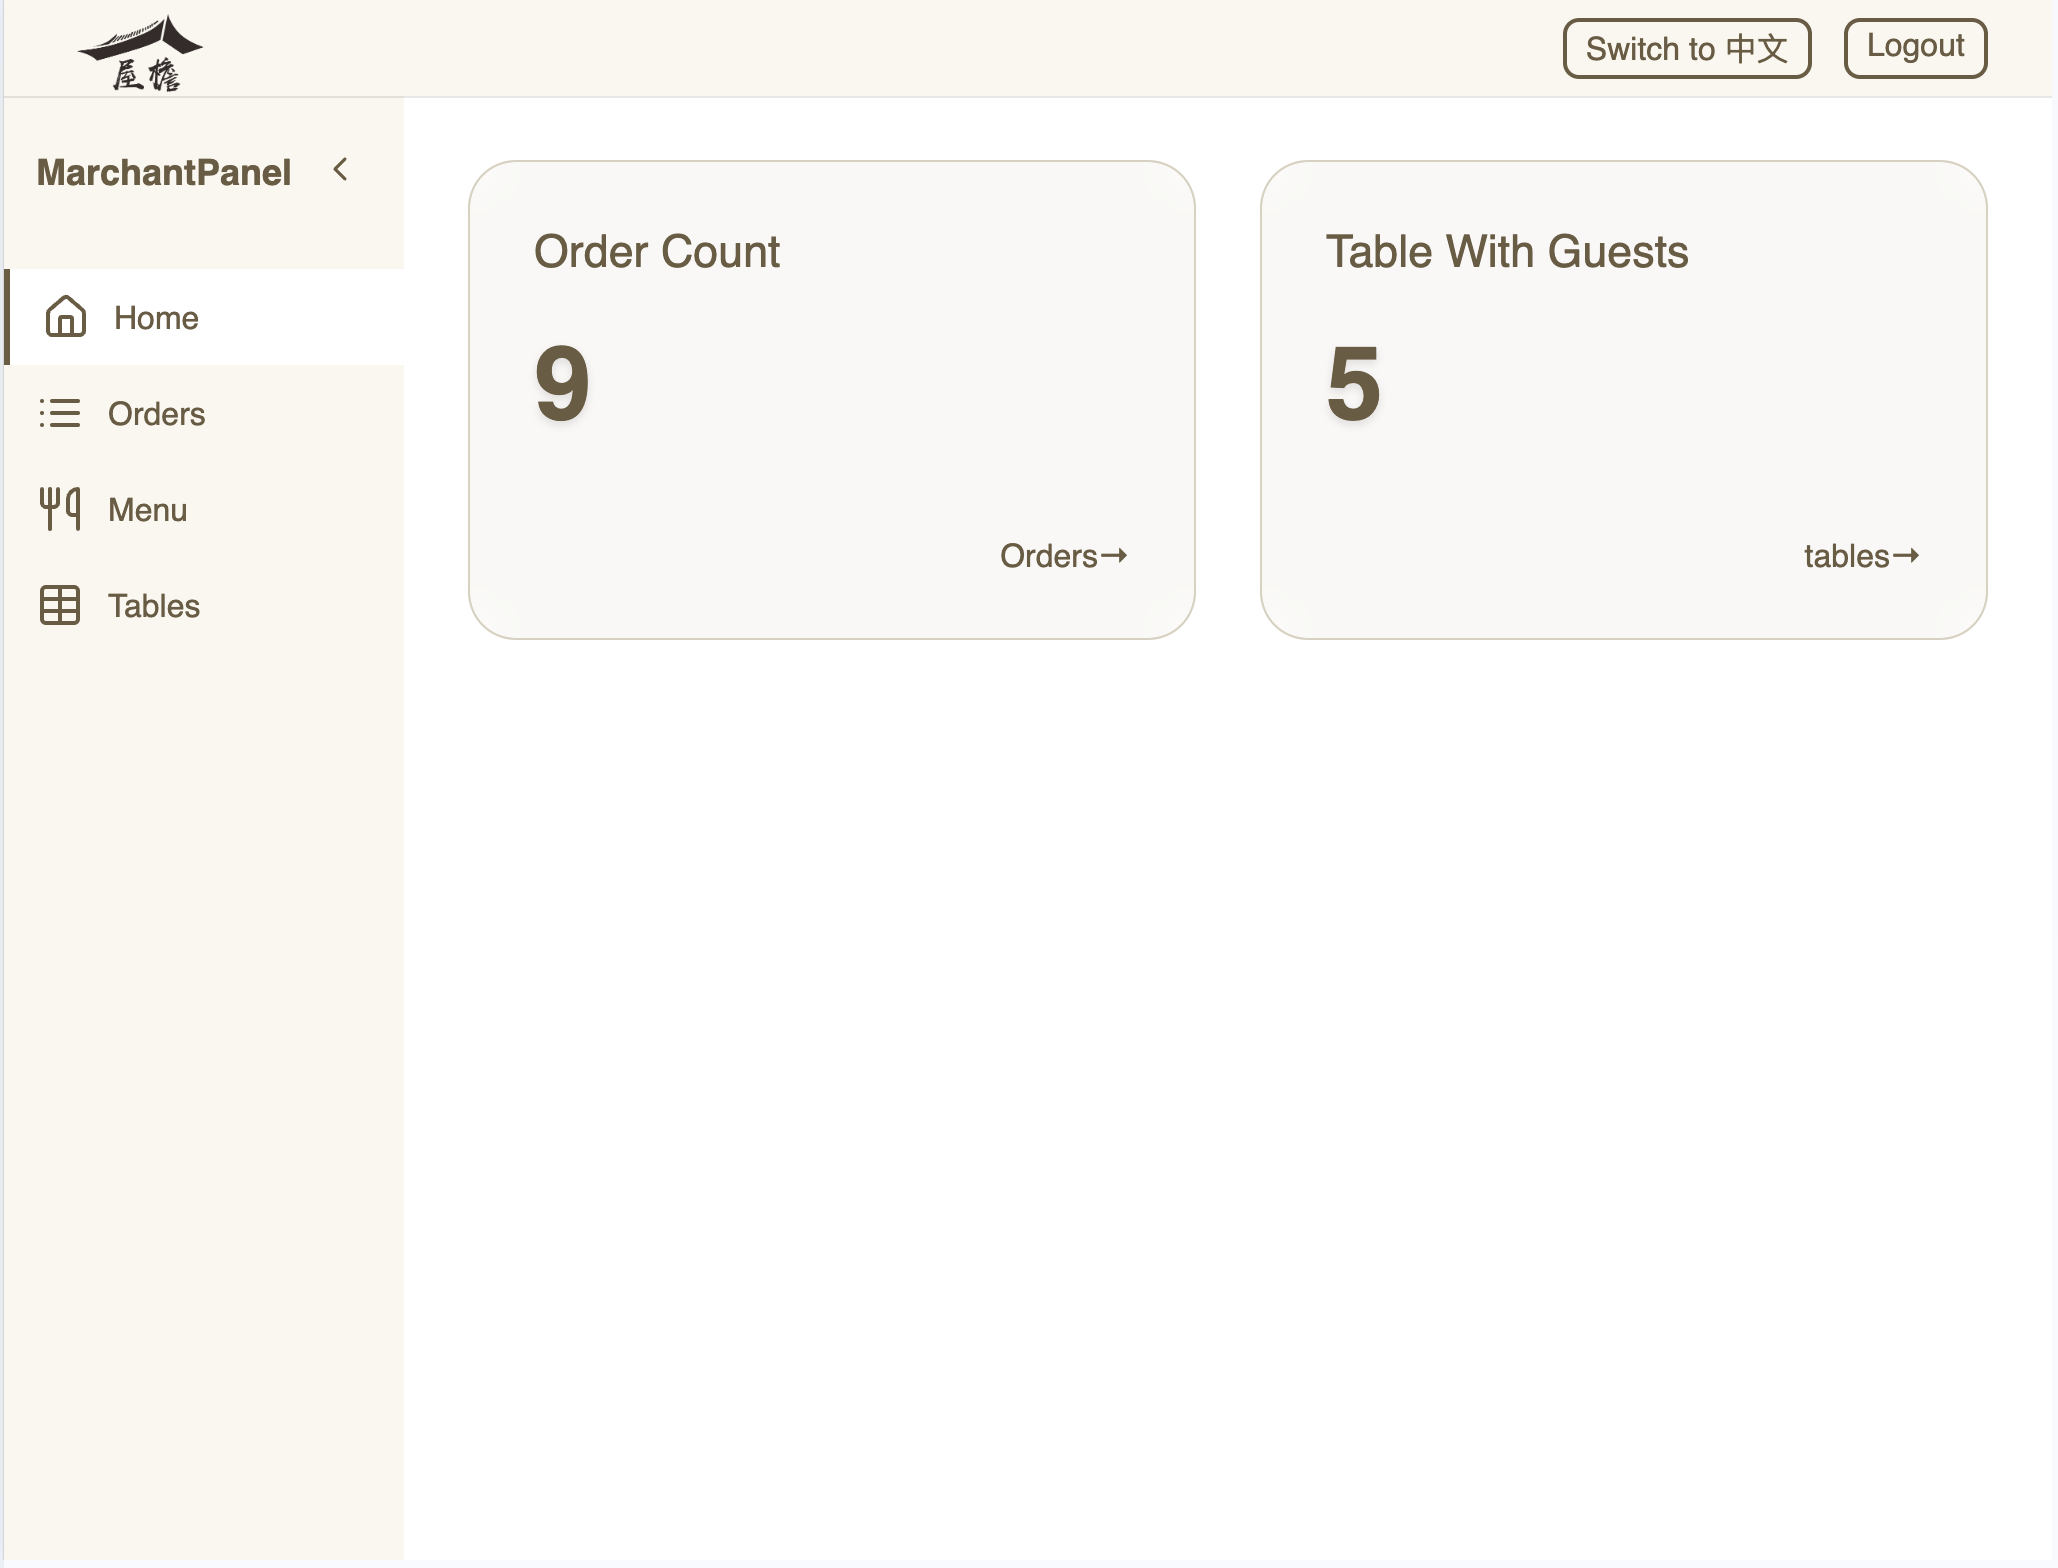 屋檐
Switch to 中文
Logout
MarchantPanel
Home
Orders
Menu
Tables
Order Count
9
Orders→
Table With Guests
5
tables→